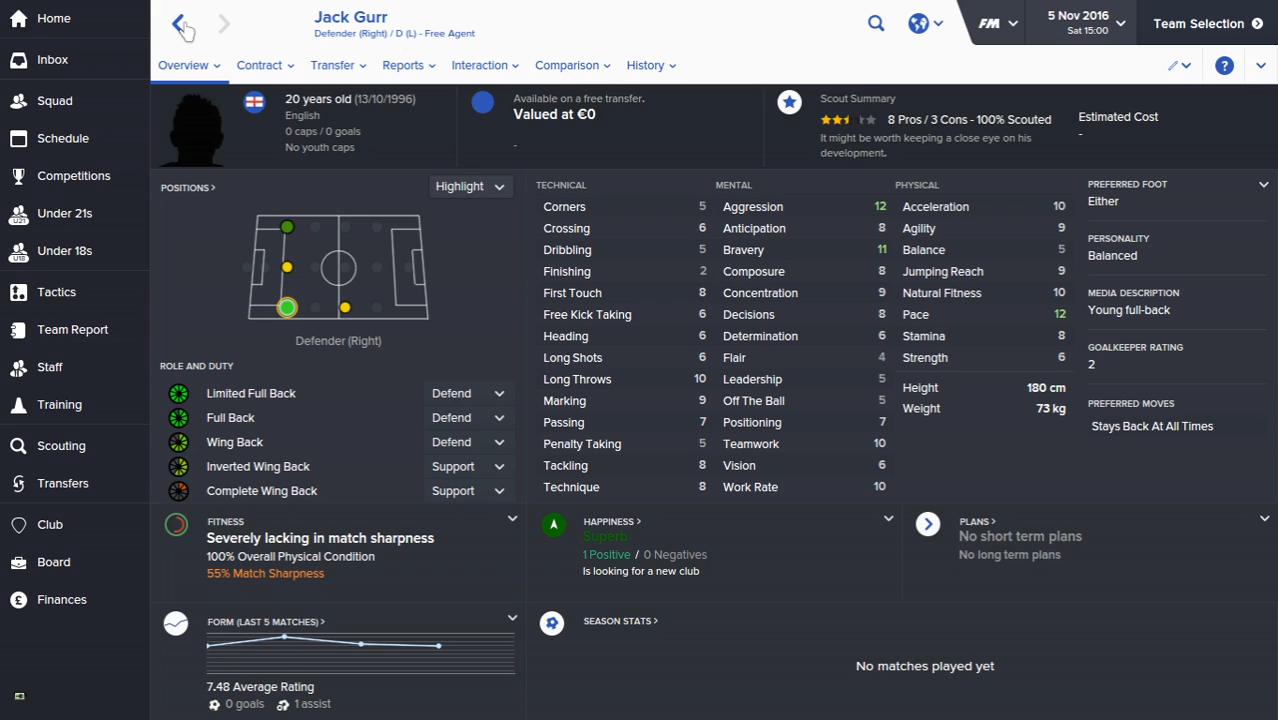 Home
Inbox
Squad
Schedule
Competitions
Under 21s
Under 18s
Tactics
Team Report
Staff
Training
Scouting
Transfers
Club
Board
Finances
Jack Gurr
Defender (Right) / D (L) - Free Agent
FM
5 Nov 2016
Sat 15:00
Team Selection
Overview
Contract
Transfer
Reports
Interaction
Comparison
History
?
20 years old (13/10/1996)
English
0 caps / 0 goals
No youth caps
Available on a free transfer.
Valued at €0
-
Scout Summary
8 Pros / 3 Cons - 100% Scouted
It might be worth keeping a close eye on his
development.
Estimated Cost
-
POSITIONS >
Highlight
Defender (Right)
ROLE AND DUTY
Limited Full Back Defend
Full Back Defend
Wing Back Defend
Inverted Wing Back Support
Complete Wing Back Support
TECHNICAL
Corners 5
Crossing 6
Dribbling 5
Finishing 2
First Touch 8
Free Kick Taking 6
Heading 6
Long Shots 6
Long Throws 10
Marking 9
Passing 7
Penalty Taking 5
Tackling 8
Technique 8
MENTAL
Aggression 12
Anticipation 8
Bravery 11
Composure 8
Concentration 9
Decisions 8
Determination 6
Flair 4
Leadership 5
Off The Ball 5
Positioning 7
Teamwork 10
Vision 6
Work Rate 10
PHYSICAL
Acceleration 10
Agility 9
Balance 5
Jumping Reach 9
Natural Fitness 10
Pace 12
Stamina 8
Strength 6
Height 180 cm
Weight 73 kg
PREFERRED FOOT
Either
PERSONALITY
Balanced
MEDIA DESCRIPTION
Young full-back
GOALKEEPER RATING
2
PREFERRED MOVES
Stays Back At All Times
FITNESS
Severely lacking in match sharpness
100% Overall Physical Condition
55% Match Sharpness
HAPPINESS >
Superb
1 Positive / 0 Negatives
Is looking for a new club
PLANS >
No short term plans
No long term plans
FORM (LAST 5 MATCHES) >
7.48 Average Rating
0 goals 1 assist
SEASON STATS >
No matches played yet